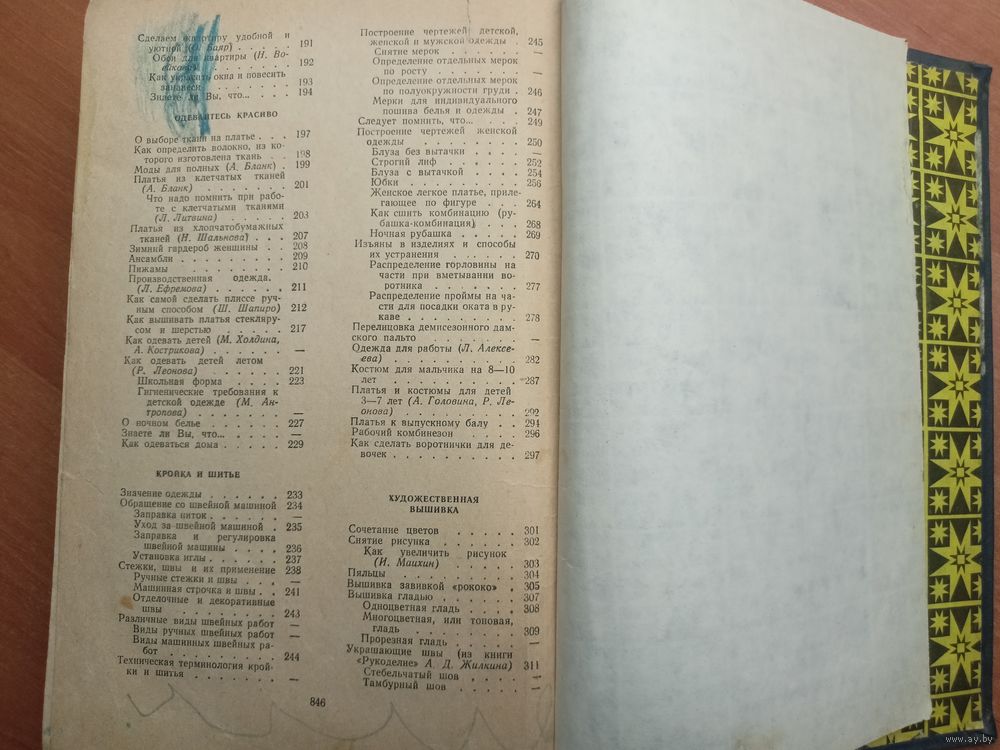 Сделаем квартиру удобной и
уютной (О. Баяр) . . . . . 191
Обои для квартиры (Н. Во-
ейкова) . . . . . 192
Как украсить окна и повесить
занавеси . . . . . 193
Знаете ли Вы, что... . . . 194
ОДЕВАЙТЕСЬ КРАСИВО
О выборе ткани на платье . . . 197
Как определить волокно, из ко-
торого изготовлена ткань . . 198
Моды для полных (А. Бланк) . 199
Платья из клетчатых тканей
(А. Бланк) . . . . . . . 201
Что надо помнить при рабо-
те с клетчатыми тканями
(Л. Литвина) . . . . . 203
Платья из хлопчатобумажных
тканей (Н. Шальнова) . . . 207
Зимний гардероб женщины . . 208
Ансамбли . . . . . . . . 209
Пижамы . . . . . . . . 210
Производственная одежда.
(Л. Ефремова) . . . . . . 211
Как самой сделать плиссе руч-
ным способом (Ш. Шапиро) 212
Как вышивать платья стекляру-
сом и шерстью . . . . . 217
Как одевать детей (М. Холдина,
А. Кострикова) . . . . . . —
Как одевать детей летом
(Р. Леонова) . . . . . . . 221
Школьная форма . . . . 223
Гигиенические требования к
детской одежде (М. Ан-
тропова) . . . . . . . —
О ночном белье . . . . . . 227
Знаете ли Вы, что... . . . . —
Как одеваться дома . . . . . 229
КРОЙКА И ШИТЬЕ
Значение одежды . . . . . . 233
Обращение со швейной машиной 234
Заправка ниток . . . . . . —
Уход за швейной машиной . 235
Заправка и регулировка
швейной машины . . . . 236
Установка иглы . . . . . . 237
Стежки, швы и их применение 238
Ручные стежки и швы . . . —
Машинная строчка и швы . . 241
Отделочные и декоративные
швы . . . . . . . . 243
Различные виды швейных работ —
Виды ручных швейных работ —
Виды машинных швейных ра-
бот . . . . . . . . . 244
Техническая терминология крой-
ки и шитья . . . . . . . —
Построение чертежей детской,
женской и мужской одежды . 245
Снятие мерок . . . . . . —
Определение отдельных мерок
по росту . . . . . . . —
Определение отдельных мерок
по полуокружности груди . 246
Мерки для индивидуального
пошива белья и одежды . 247
Следует помнить, что... . . . 249
Построение чертежей женской
одежды . . . . . . . . 250
Блуза без вытачки . . . . —
Строгий лиф . . . . . . 252
Блуза с вытачкой . . . . 254
Юбки . . . . . . . . . 256
Женское легкое платье, приле-
гающее по фигуре . . . 264
Как сшить комбинацию (ру-
башка-комбинация) . . . 268
Ночная рубашка . . . . . 269
Изъяны в изделиях и способы
их устранения . . . . . . 270
Распределение горловины на
части при вметывании во-
ротника . . . . . . . 277
Распределение проймы на ча-
сти для посадки оката в ру-
каве . . . . . . . . . 278
Перелицовка демисезонного дам-
ского пальто . . . . . . —
Одежда для работы (Л. Алексе-
ева) . . . . . . . . . . 282
Костюм для мальчика на 8—10
лет . . . . . . . . . . 287
Платья и костюмы для детей
3—7 лет (А. Головина, Р. Ле-
онова) . . . . . . . . . 292
Платья к выпускному балу . . 294
Рабочий комбинезон . . . . 296
Как сделать воротнички для де-
вочек . . . . . . . . . . 297
ХУДОЖЕСТВЕННАЯ
ВЫШИВКА
Сочетание цветов . . . . . . 301
Снятие рисунка . . . . . . 302
Как увеличить рисунок
(И. Мацхин) . . . . . 303
Пяльцы . . . . . . . . . 304
Вышивка завивкой «рококо» . 305
Вышивка гладью . . . . . . 307
Одноцветная гладь . . . . 308
Многоцветная, или тоновая,
гладь . . . . . . . . 309
Прорезная гладь . . . . . —
Украшающие швы (из книги
«Рукоделие» А. Д. Жилкина) 311
Стебельчатый шов . . . . —
Тамбурный шов . . . . . —
846
www.ay.by